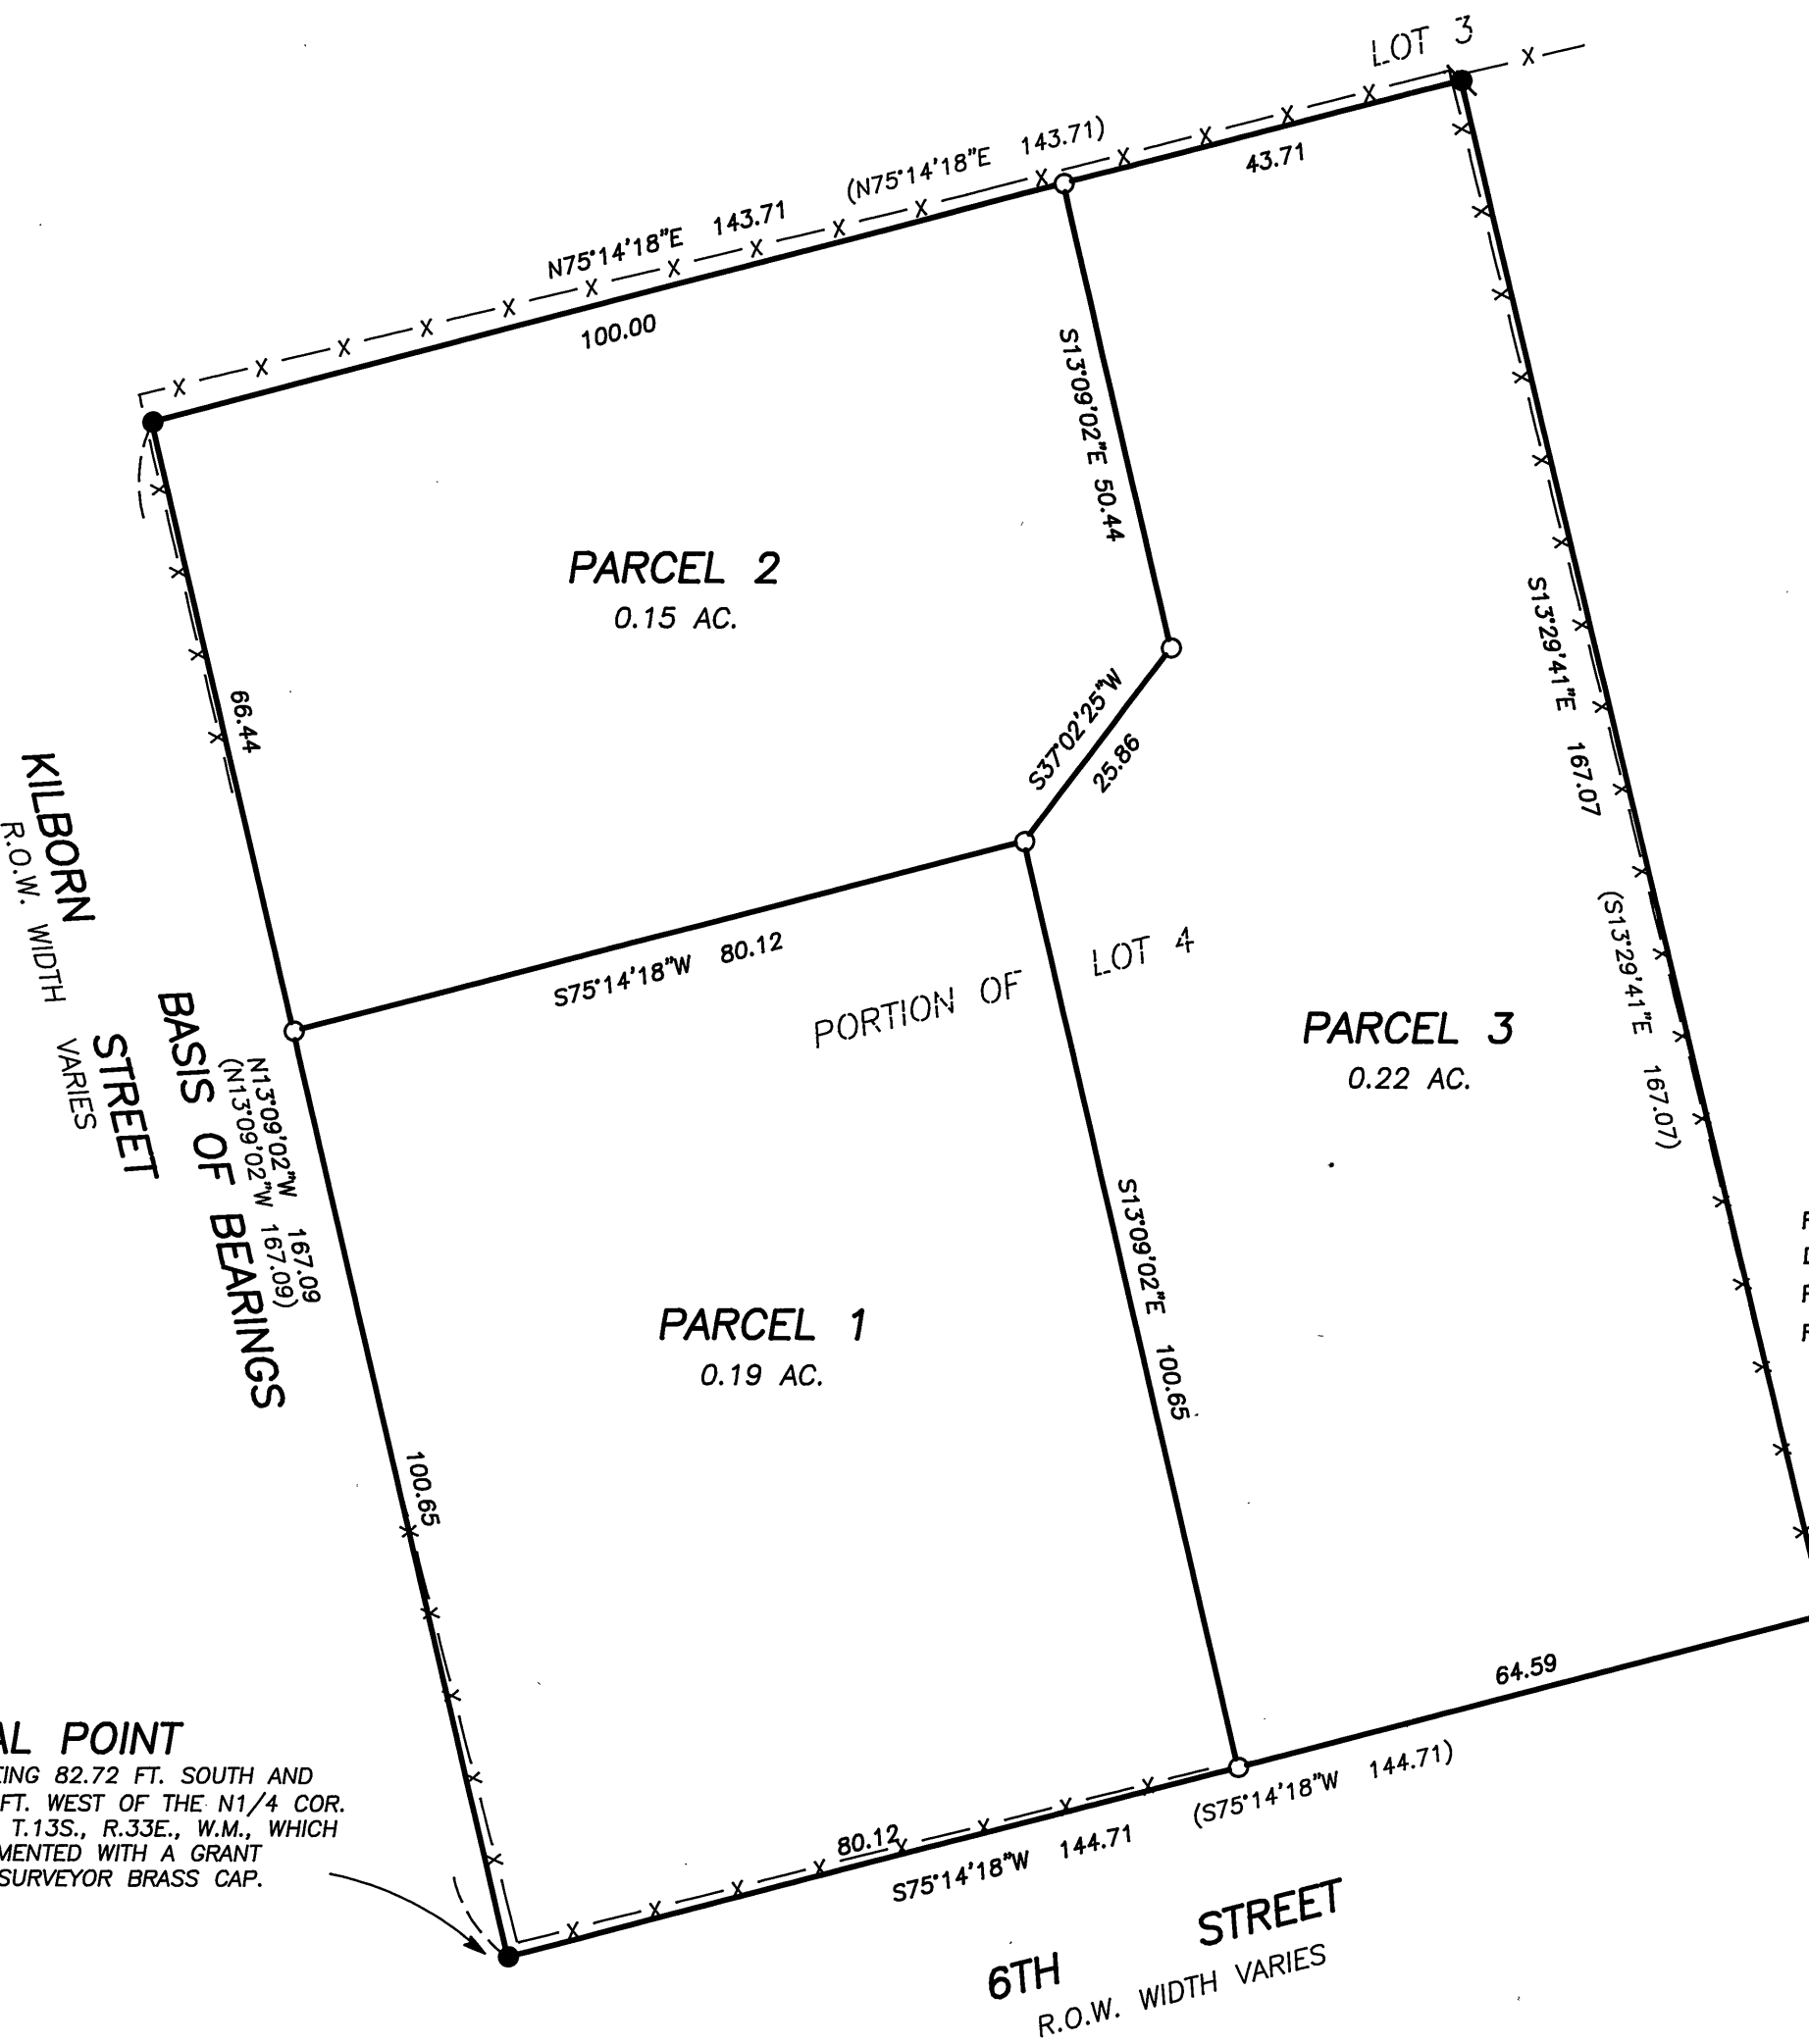 LOT 3
(N75°14'18"E 143.71)
N75°14'18"E 143.71
43.71
100.00
S13°09'02"E 50.44
PARCEL 2
0.15 AC.
66.44
S37°02'25"W
25.86
S13°29'41"E 167.07
(S13°29'41"E 167.07)
KILBORN STREET
R.O.W. WIDTH VARIES
S75°14'18"W 80.12
PORTION OF LOT 4
PARCEL 3
0.22 AC.
BASIS OF BEARINGS
N13°09'02"W 167.09
(N13°09'02"W 167.09)
S13°09'02"E 100.65
PARCEL 1
0.19 AC.
100.65
64.59
AL POINT
ING 82.72 FT. SOUTH AND
FT. WEST OF THE N1/4 COR.
T.13S., R.33E., W.M., WHICH
MENTED WITH A GRANT
SURVEYOR BRASS CAP.
80.12
S75°14'18"W 144.71
(S75°14'18"W 144.71)
6TH STREET
R.O.W. WIDTH VARIES